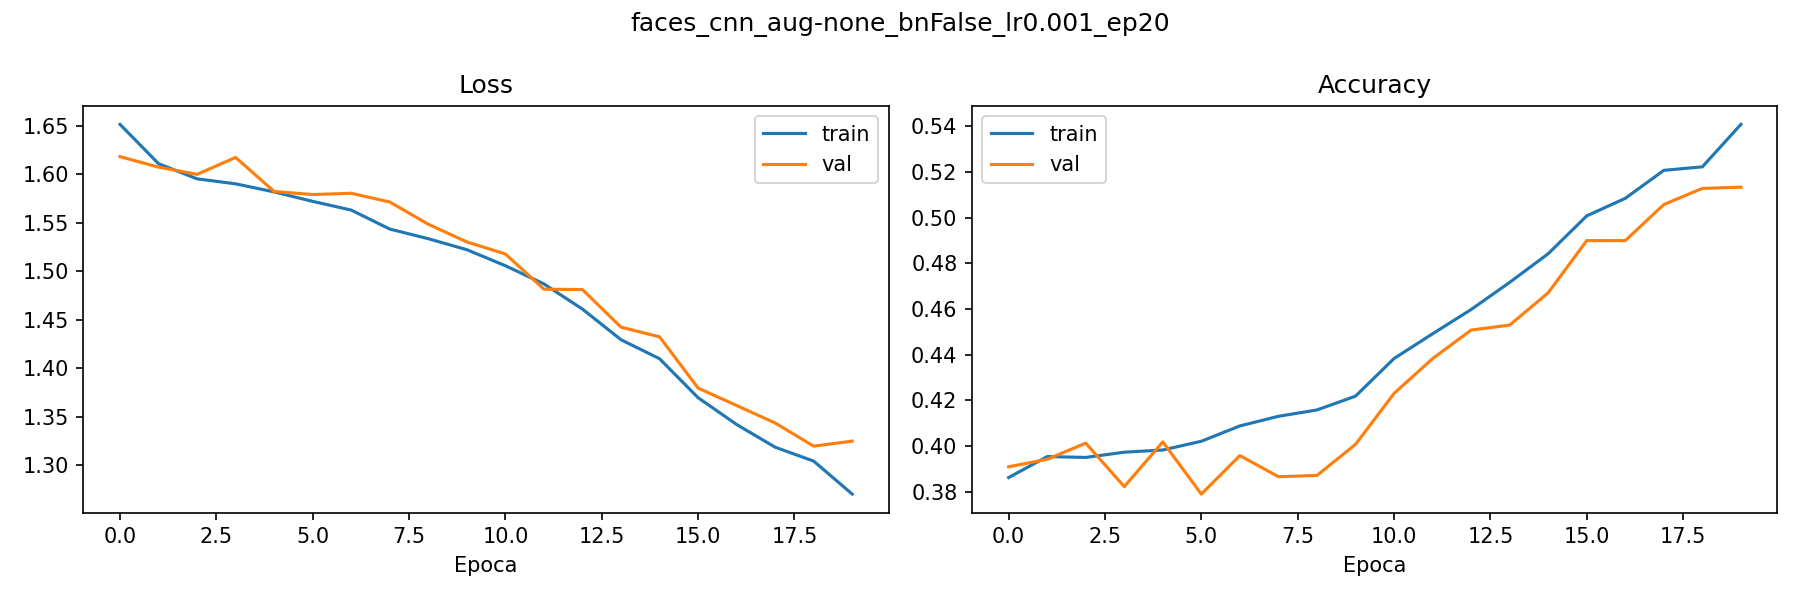 faces_cnn_aug-none_bnFalse_lr0.001_ep20
Loss
1.65
1.60
1.55
1.50
1.45
1.40
1.35
1.30
train
val
0.0 2.5 5.0 7.5 10.0 12.5 15.0 17.5
Epoca
Accuracy
0.54
0.52
0.50
0.48
0.46
0.44
0.42
0.40
0.38
train
val
0.0 2.5 5.0 7.5 10.0 12.5 15.0 17.5
Epoca